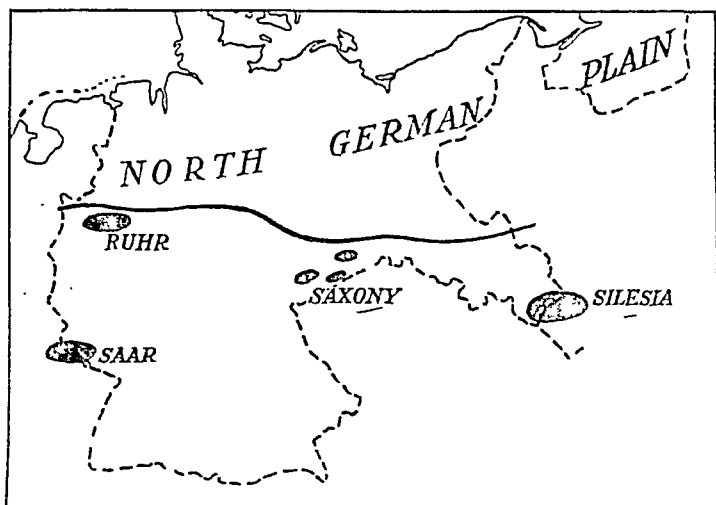 NORTH GERMAN PLAIN
RUHR
SAXONY
SILESIA
SAAR